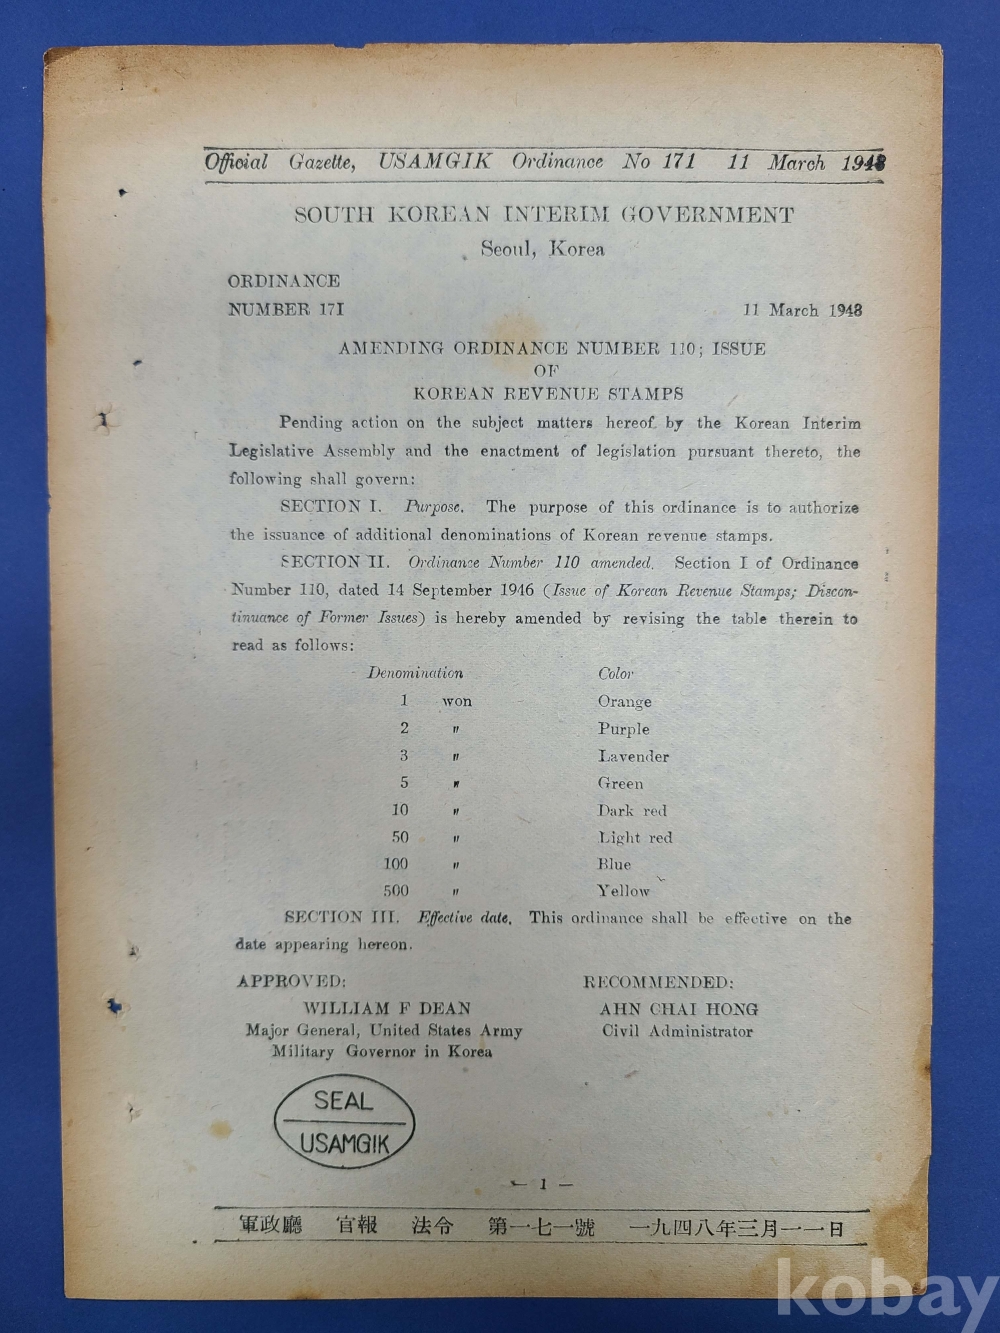 Official Gazette, USAMGIK Ordinance No 171 11 March 1948
SOUTH KOREAN INTERIM GOVERNMENT
Seoul, Korea
ORDINANCE
NUMBER 171 11 March 1948
AMENDING ORDINANCE NUMBER 110; ISSUE
OF
KOREAN REVENUE STAMPS
Pending action on the subject matters hereof by the Korean Interim
Legislative Assembly and the enactment of legislation pursuant thereto, the
following shall govern:
SECTION I. Purpose. The purpose of this ordinance is to authorize
the issuance of additional denominations of Korean revenue stamps.
SECTION II. Ordinance Number 110 amended. Section I of Ordinance
Number 110, dated 14 September 1946 (Issue of Korean Revenue Stamps; Discon-
tinuance of Former Issues) is hereby amended by revising the table therein to
read as follows:
Denomination Color
1 won Orange
2 〃 Purple
3 〃 Lavender
5 〃 Green
10 〃 Dark red
50 〃 Light red
100 〃 Blue
500 〃 Yellow
SECTION III. Effective date. This ordinance shall be effective on the
date appearing hereon.
APPROVED: RECOMMENDED:
WILLIAM F DEAN AHN CHAI HONG
Major General, United States Army Civil Administrator
Military Governor in Korea
SEAL
USAMGIK
— 1 —
軍政廳 官報 法令 第一七一號 一九四八年三月一一日
kobay